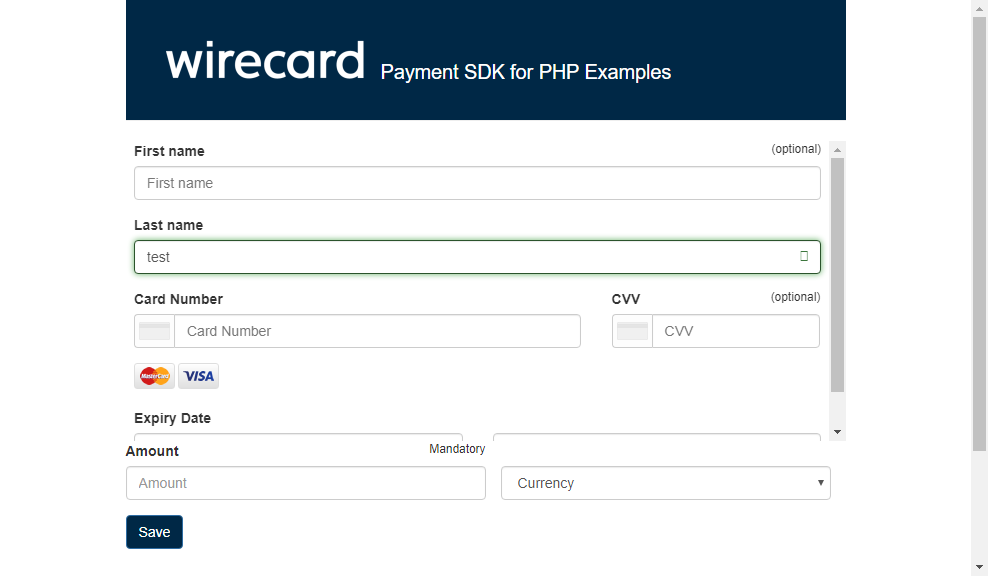 wirecard Payment SDK for PHP Examples
First name (optional)
First name
Last name
test
Card Number CVV (optional)
Card Number CVV
MasterCard VISA
Expiry Date
Amount Mandatory
Amount Currency
Save